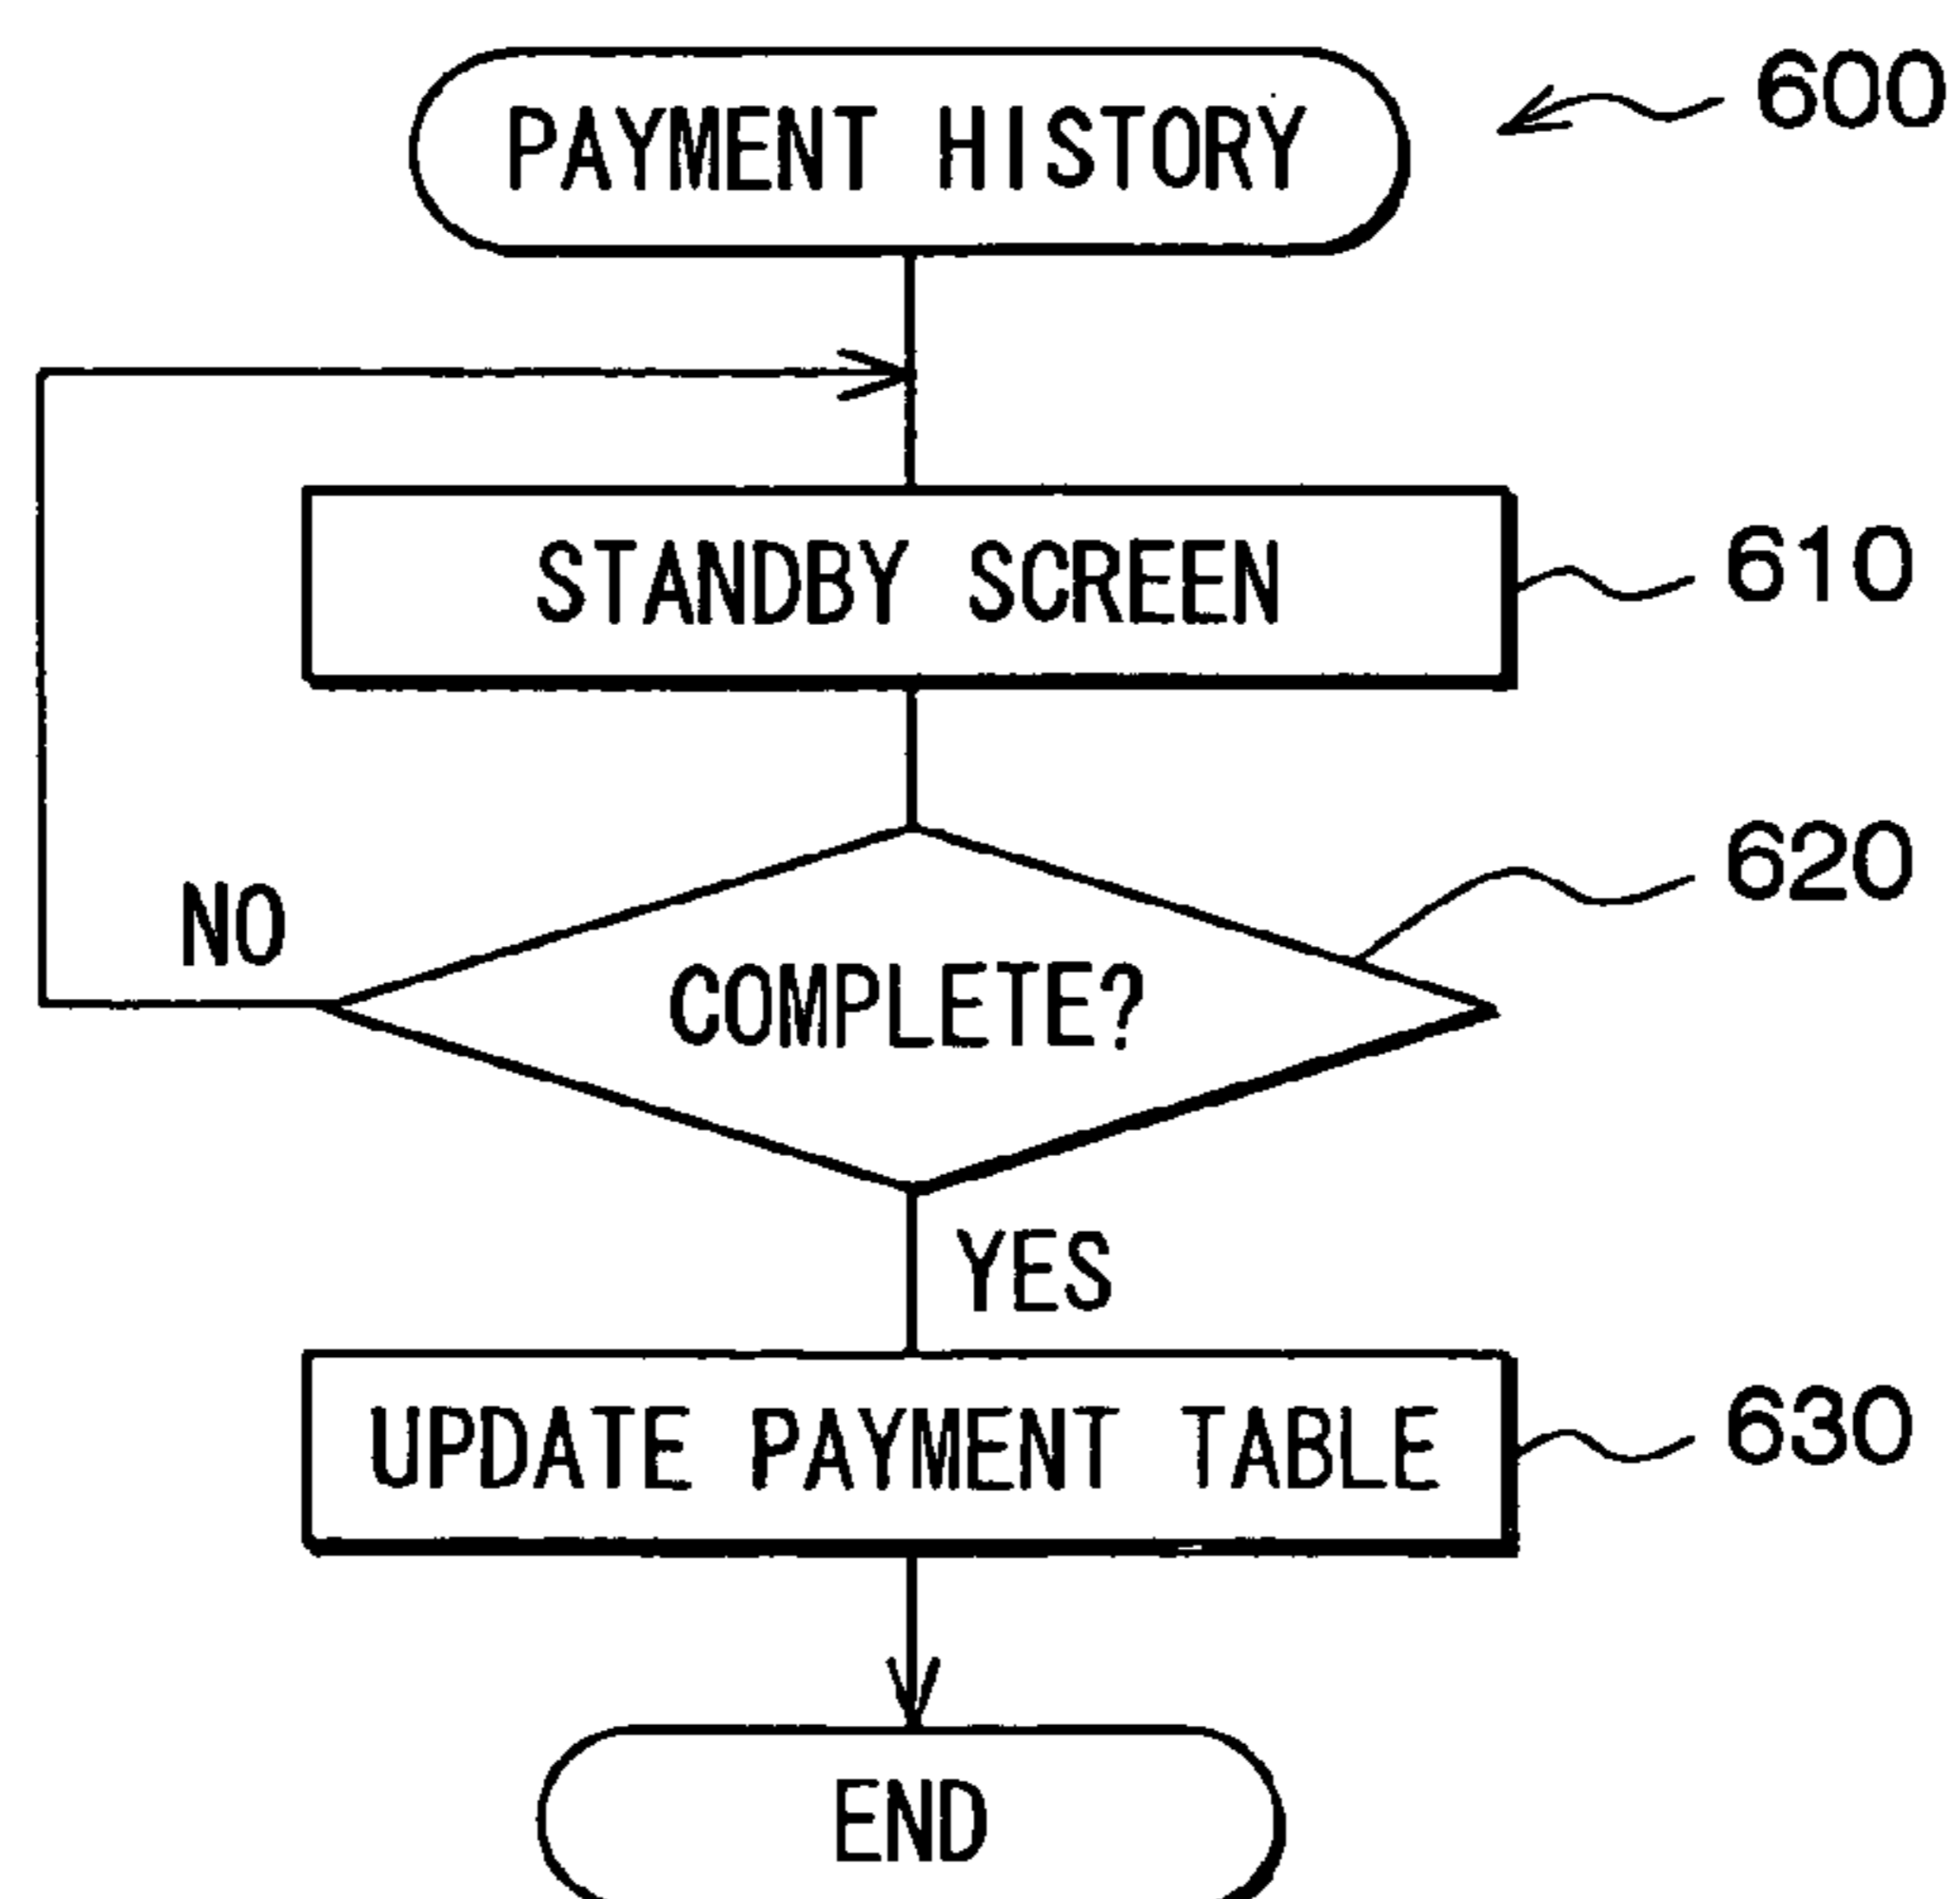 PAYMENT HISTORY
600
STANDBY SCREEN
610
620
NO
COMPLETE?
YES
UPDATE PAYMENT TABLE
630
END